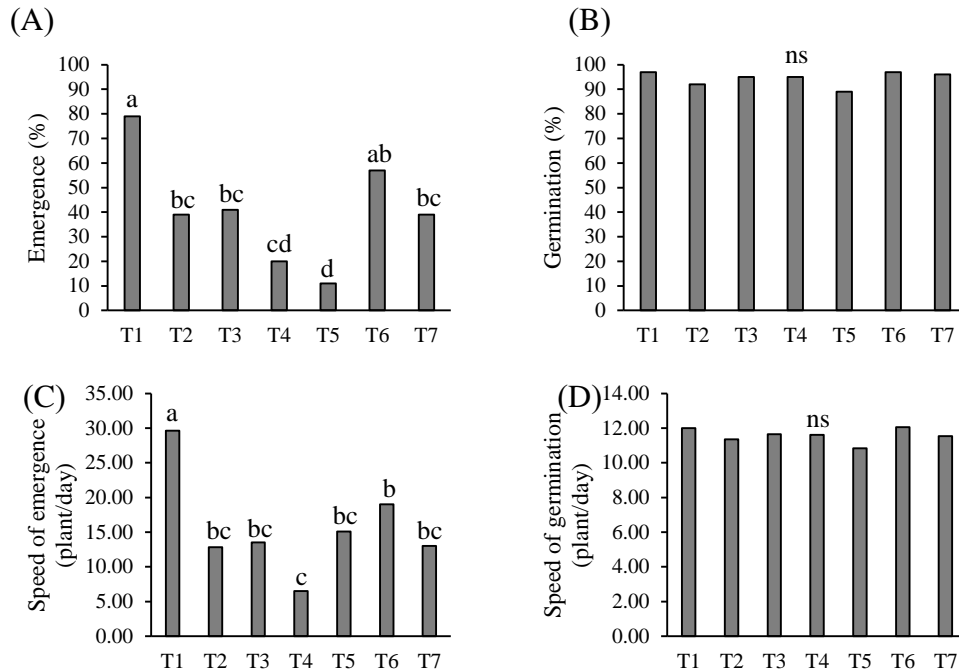 (A)
100
90
80
70
60
50
40
30
20
10
0
Emergence (%)
a
bc
bc
cd
d
ab
bc
T1 T2 T3 T4 T5 T6 T7
(B)
100
90
80
70
60
50
40
30
20
10
0
Germination (%)
ns
T1 T2 T3 T4 T5 T6 T7
(C)
35.00
30.00
25.00
20.00
15.00
10.00
5.00
0.00
Speed of emergence
(plant/day)
a
bc
bc
c
bc
b
bc
T1 T2 T3 T4 T5 T6 T7
(D)
14.00
12.00
10.00
8.00
6.00
4.00
2.00
0.00
Speed of germination
(plant/day)
ns
T1 T2 T3 T4 T5 T6 T7